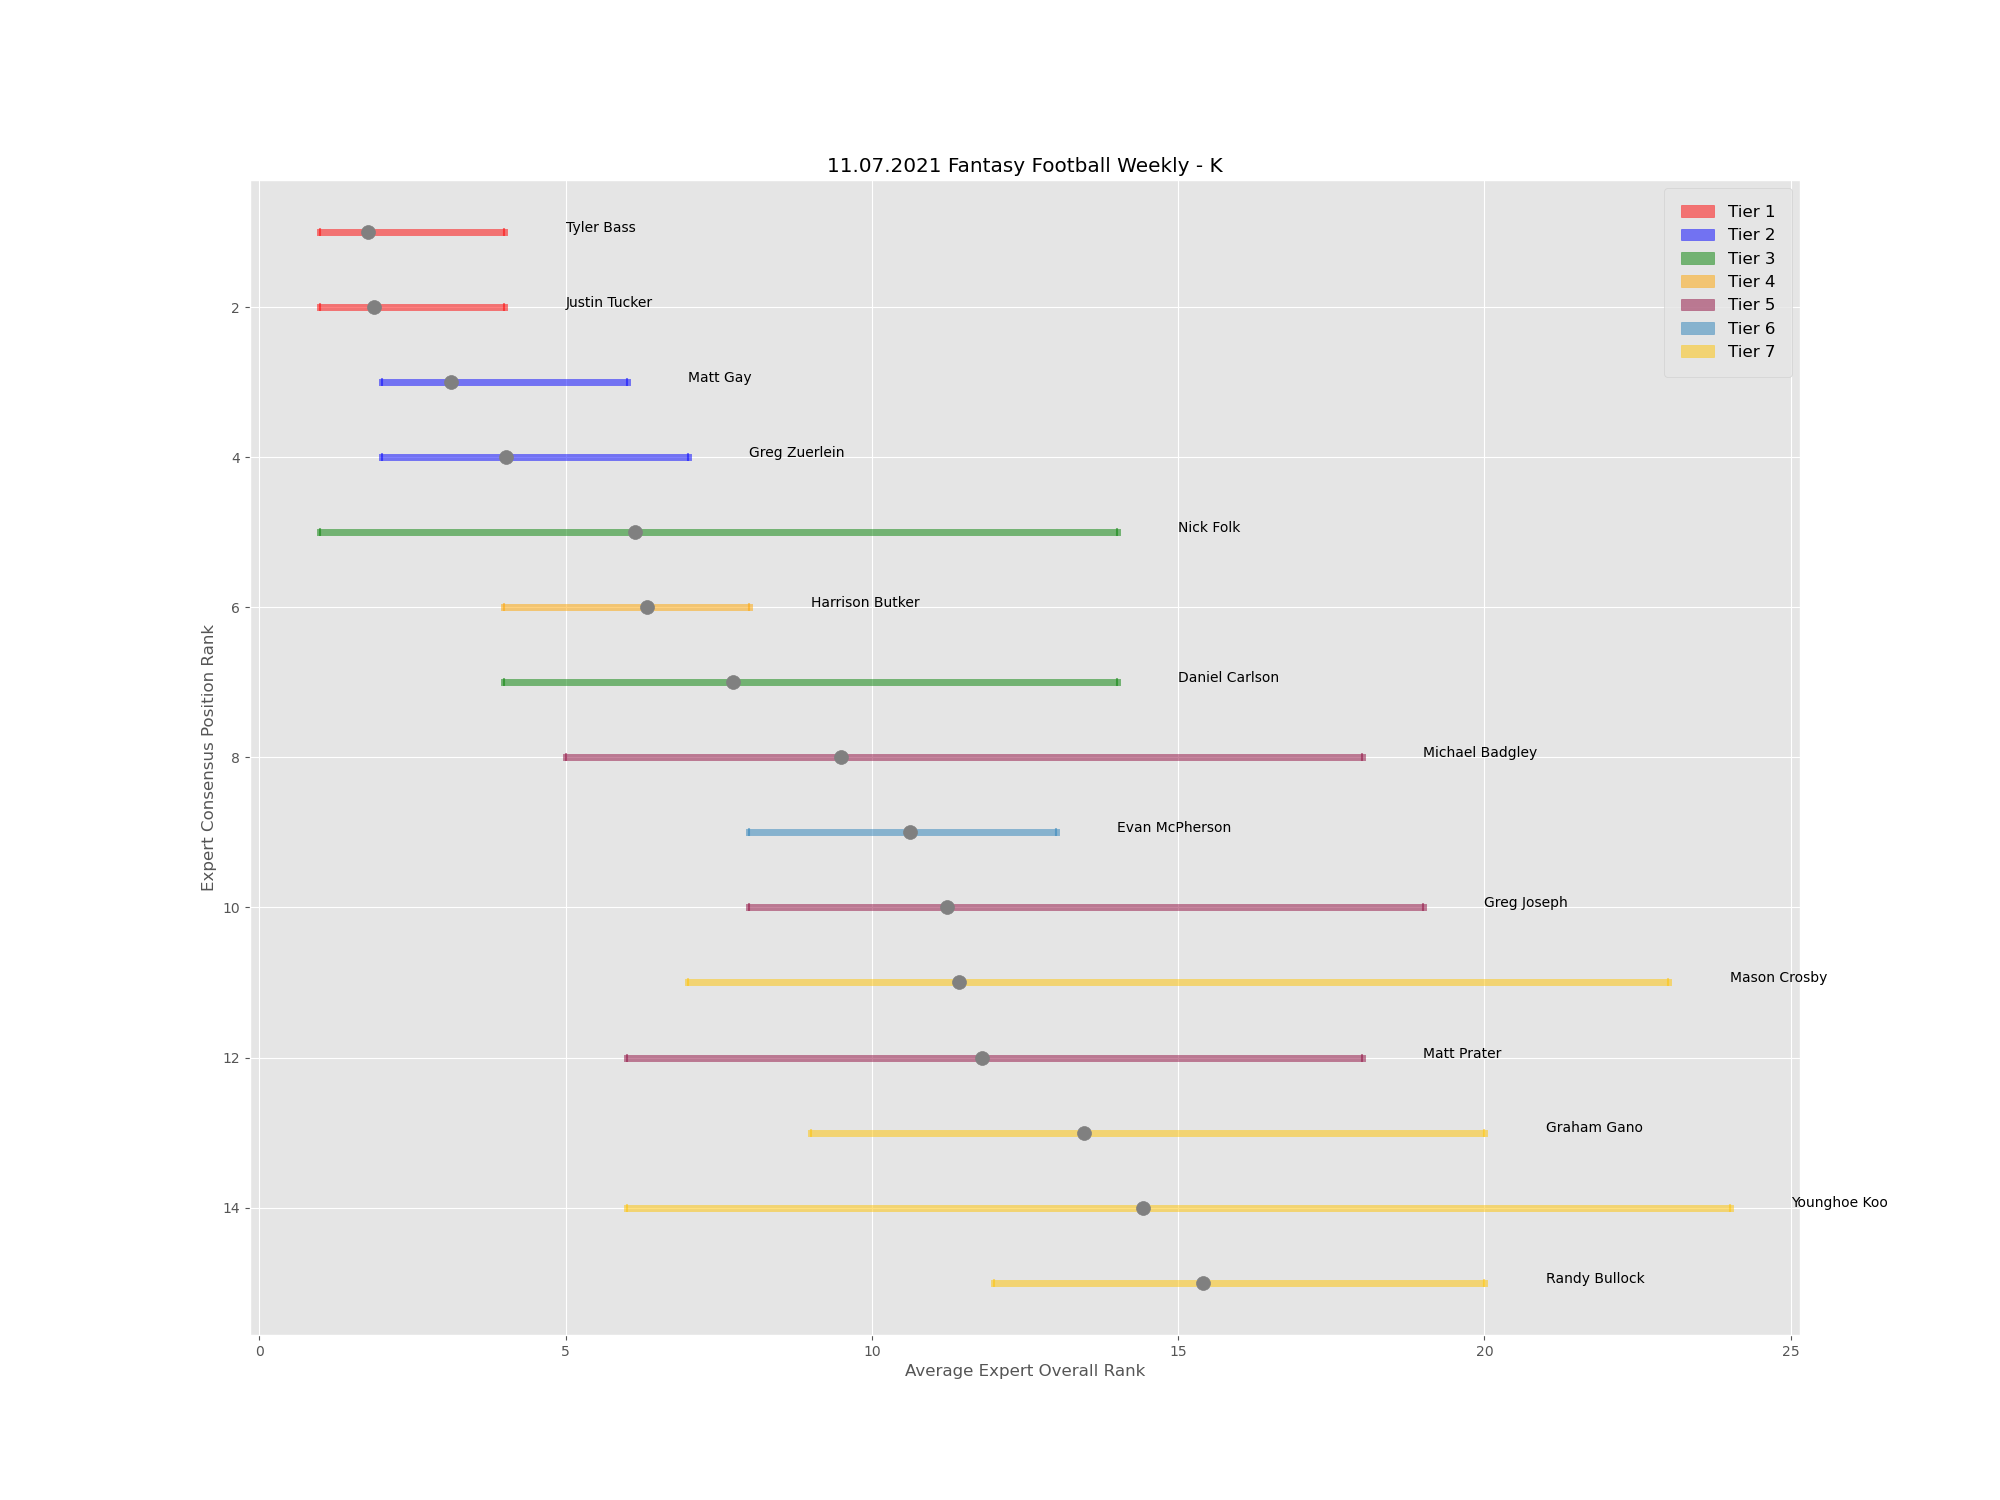 11.07.2021 Fantasy Football Weekly - K
Tier 1
Tier 2
Tier 3
Tier 4
Tier 5
Tier 6
Tier 7
Tyler Bass
Justin Tucker
Matt Gay
Greg Zuerlein
Nick Folk
Harrison Butker
Daniel Carlson
Michael Badgley
Evan McPherson
Greg Joseph
Mason Crosby
Matt Prater
Graham Gano
Younghoe Koo
Randy Bullock
Expert Consensus Position Rank
2
4
6
8
10
12
14
0 5 10 15 20 25
Average Expert Overall Rank